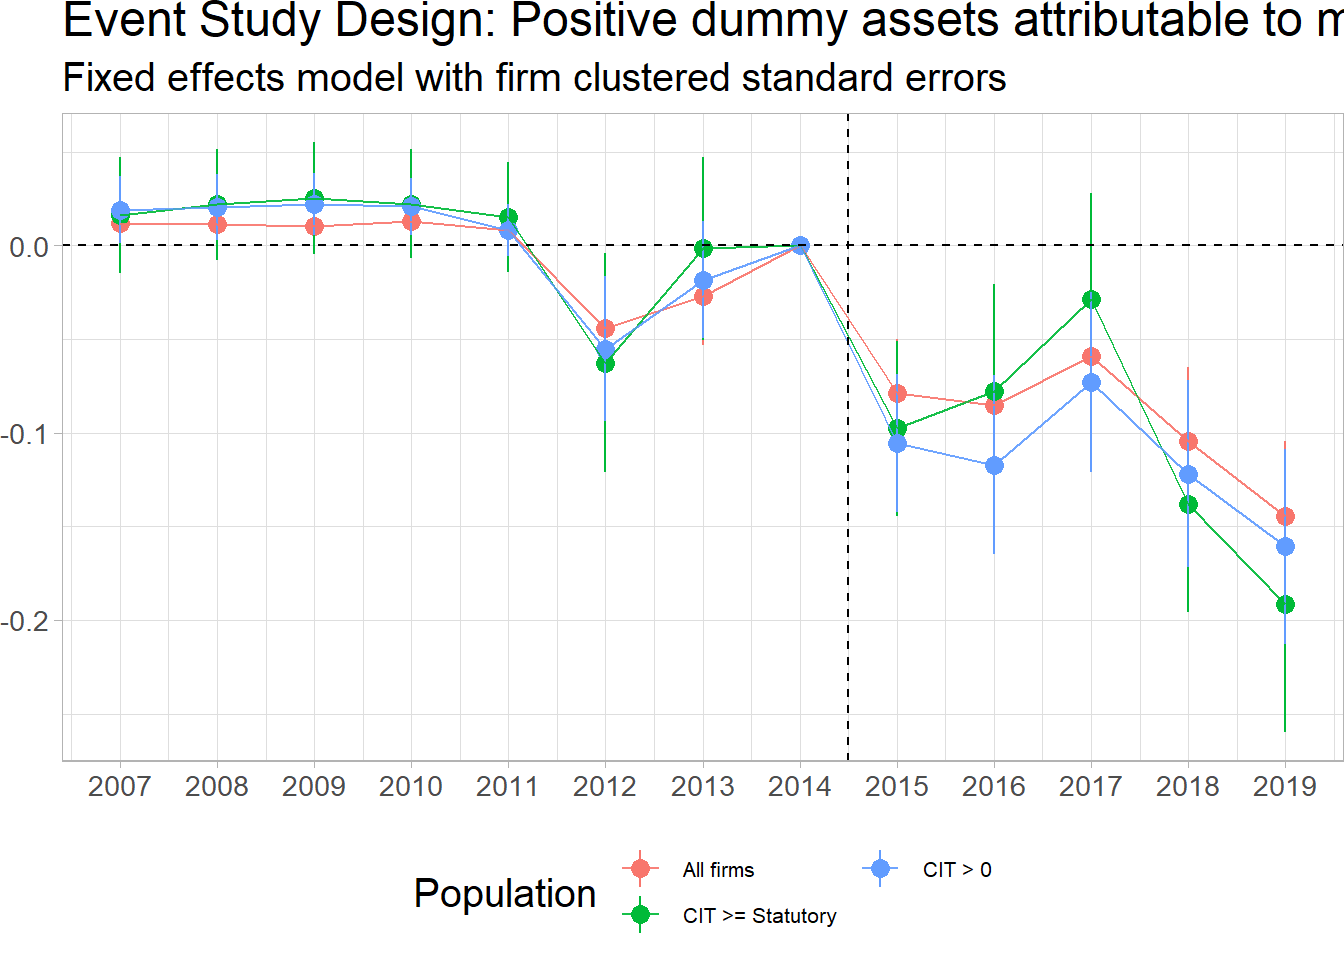 Event Study Design: Positive dummy assets attributable to
Fixed effects model with firm clustered standard errors
0.0
-0.1
-0.2
2007 2008 2009 2010 2011 2012 2013 2014 2015 2016 2017 2018 2019
Population
All firms
CIT > 0
CIT >= Statutory